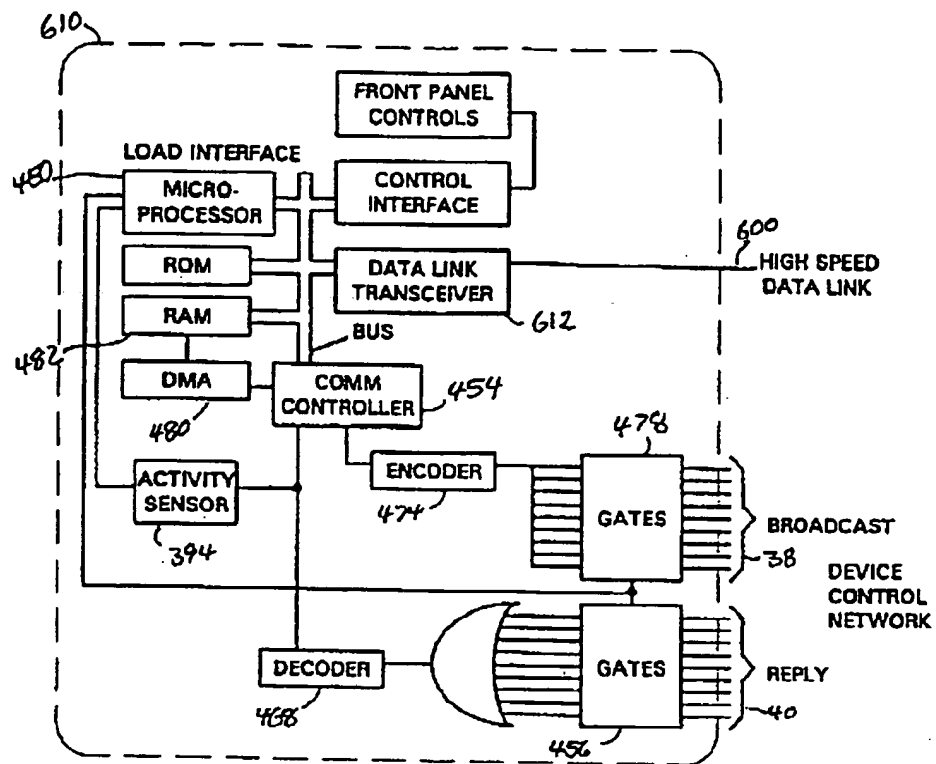 610
FRONT PANEL
CONTROLS
LOAD INTERFACE
450
MICRO-
PROCESSOR
CONTROL
INTERFACE
600
HIGH SPEED
DATA LINK
ROM
DATA LINK
TRANSCEIVER
612
RAM
BUS
482
DMA
480
COMM
CONTROLLER
454
ENCODER
474
478
GATES
BROADCAST
38
ACTIVITY
SENSOR
394
DEVICE
CONTROL
NETWORK
DECODER
468
GATES
456
REPLY
40